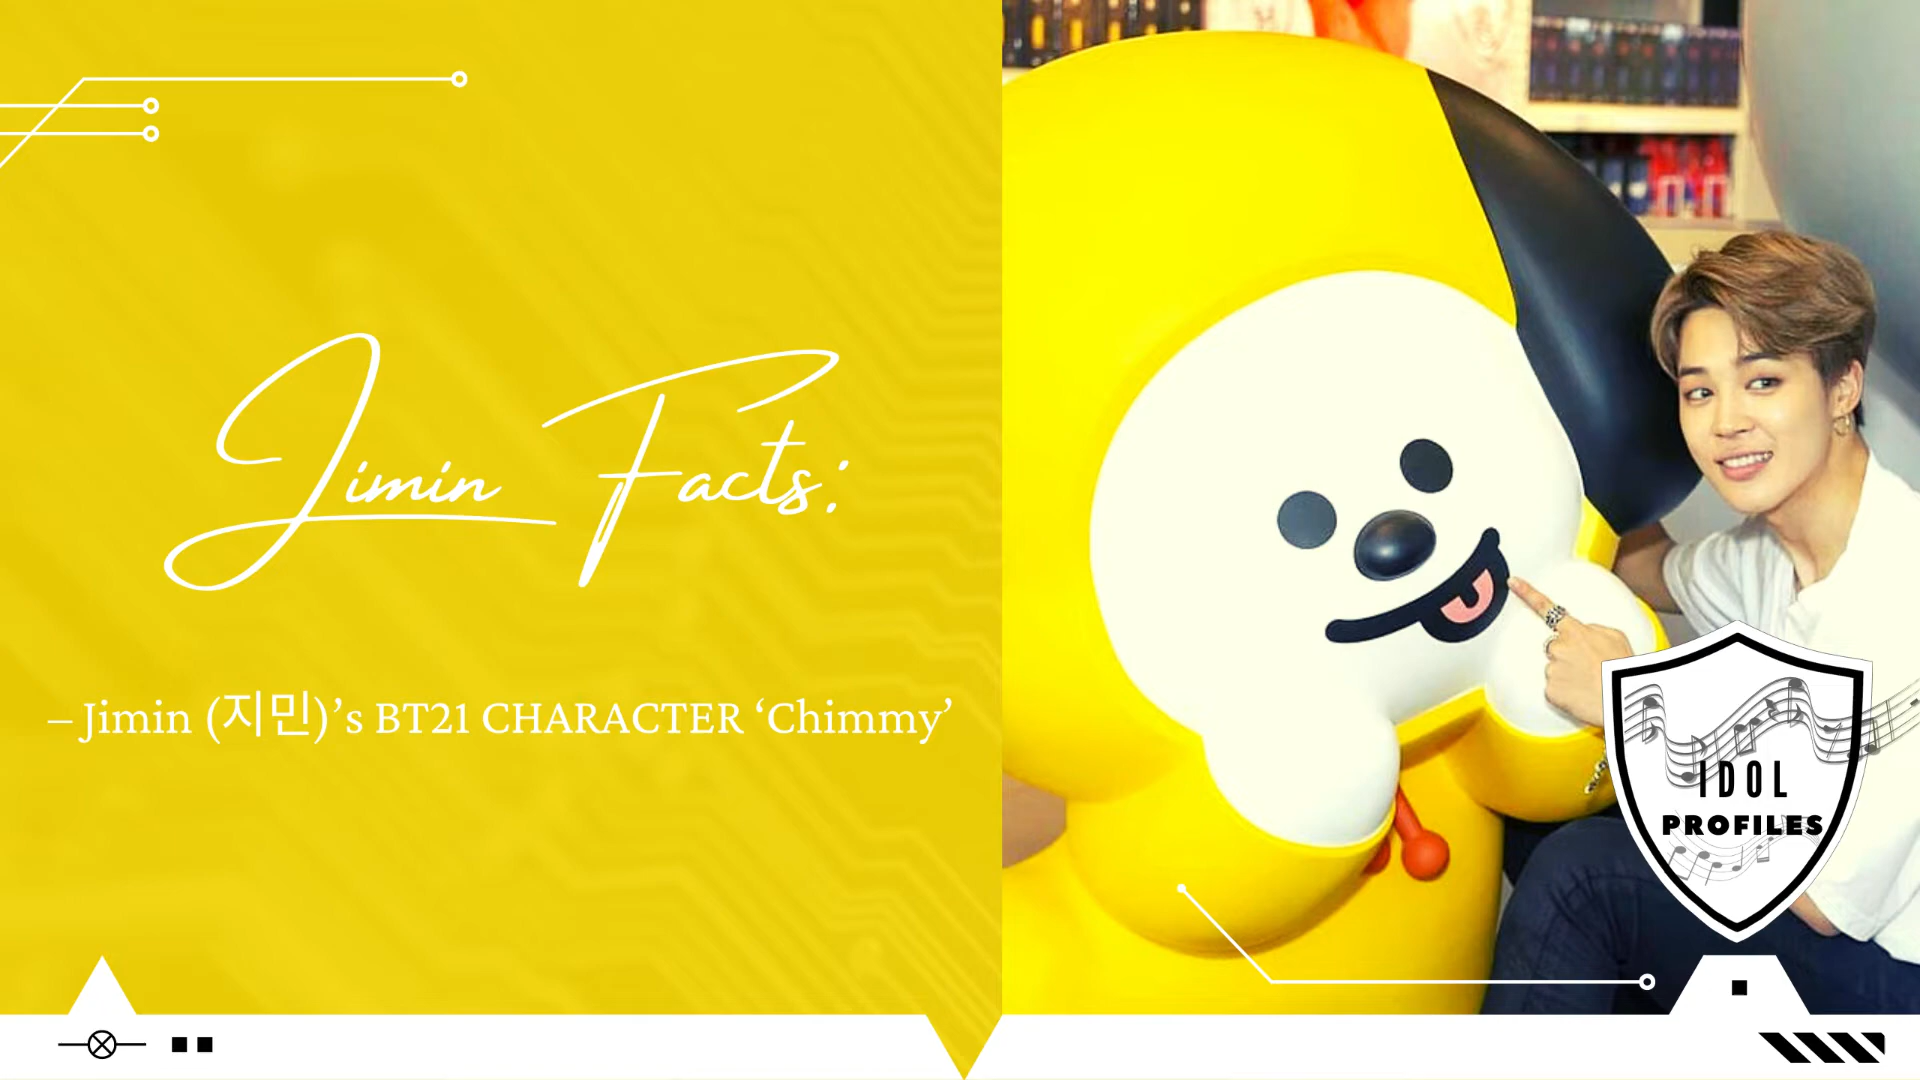 Jimin Facts:
– Jimin (지민)’s BT21 CHARACTER ‘Chimmy’
IDOL
PROFILES